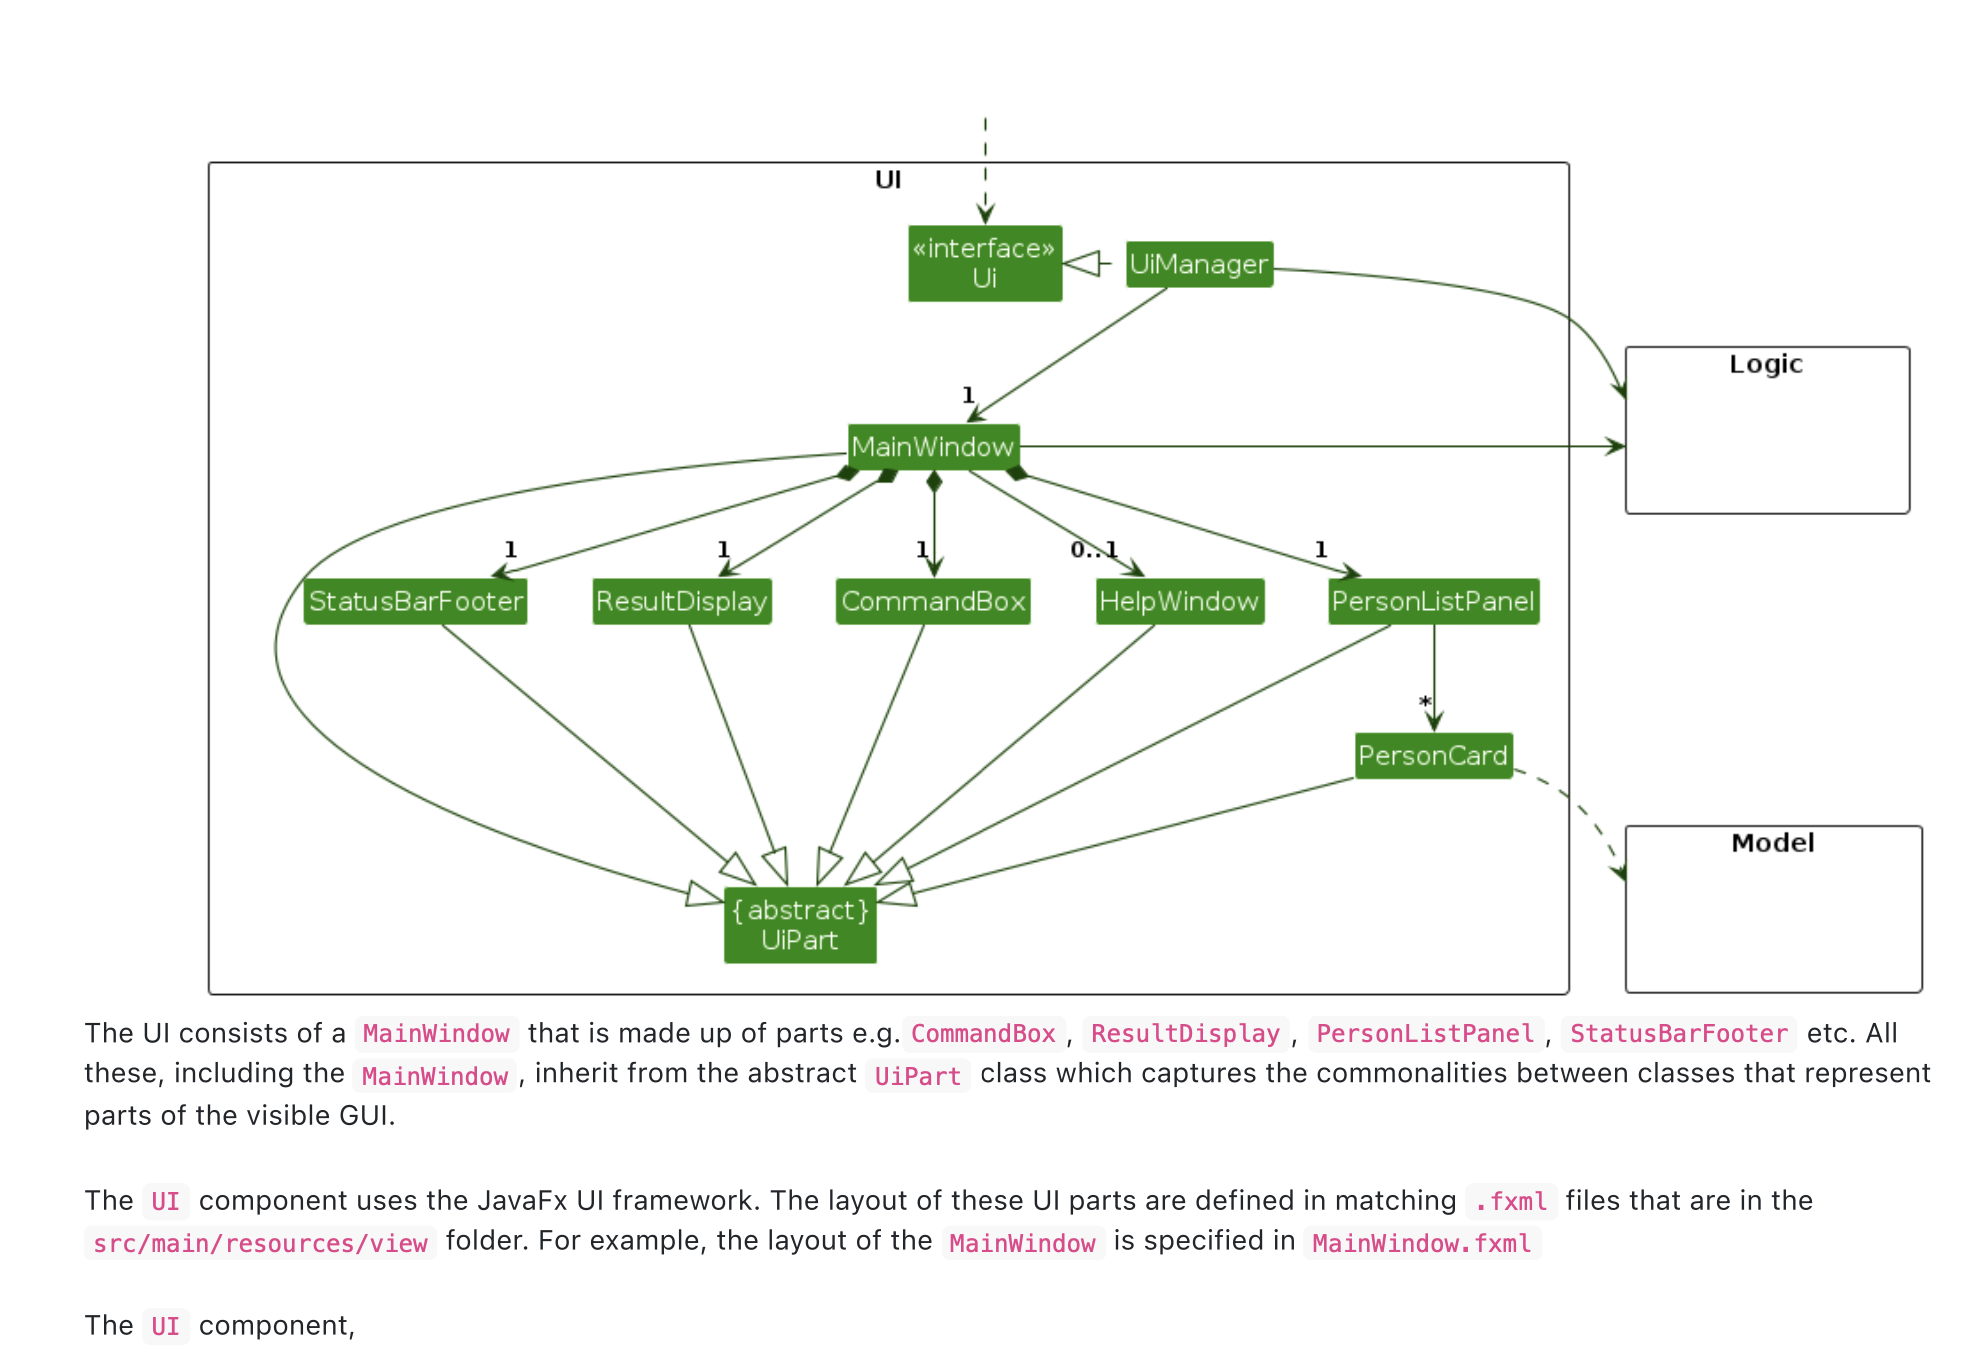 UI
«interface»
Ui
UiManager
Logic
1
MainWindow
1
1
1
0..1
1
StatusBarFooter
ResultDisplay
CommandBox
HelpWindow
PersonListPanel
*
PersonCard
Model
{abstract}
UiPart
The UI consists of a MainWindow that is made up of parts e.g. CommandBox, ResultDisplay, PersonListPanel, StatusBarFooter etc. All
these, including the MainWindow, inherit from the abstract UiPart class which captures the commonalities between classes that represent
parts of the visible GUI.
The UI component uses the JavaFx UI framework. The layout of these UI parts are defined in matching .fxml files that are in the
src/main/resources/view folder. For example, the layout of the MainWindow is specified in MainWindow.fxml
The UI component,